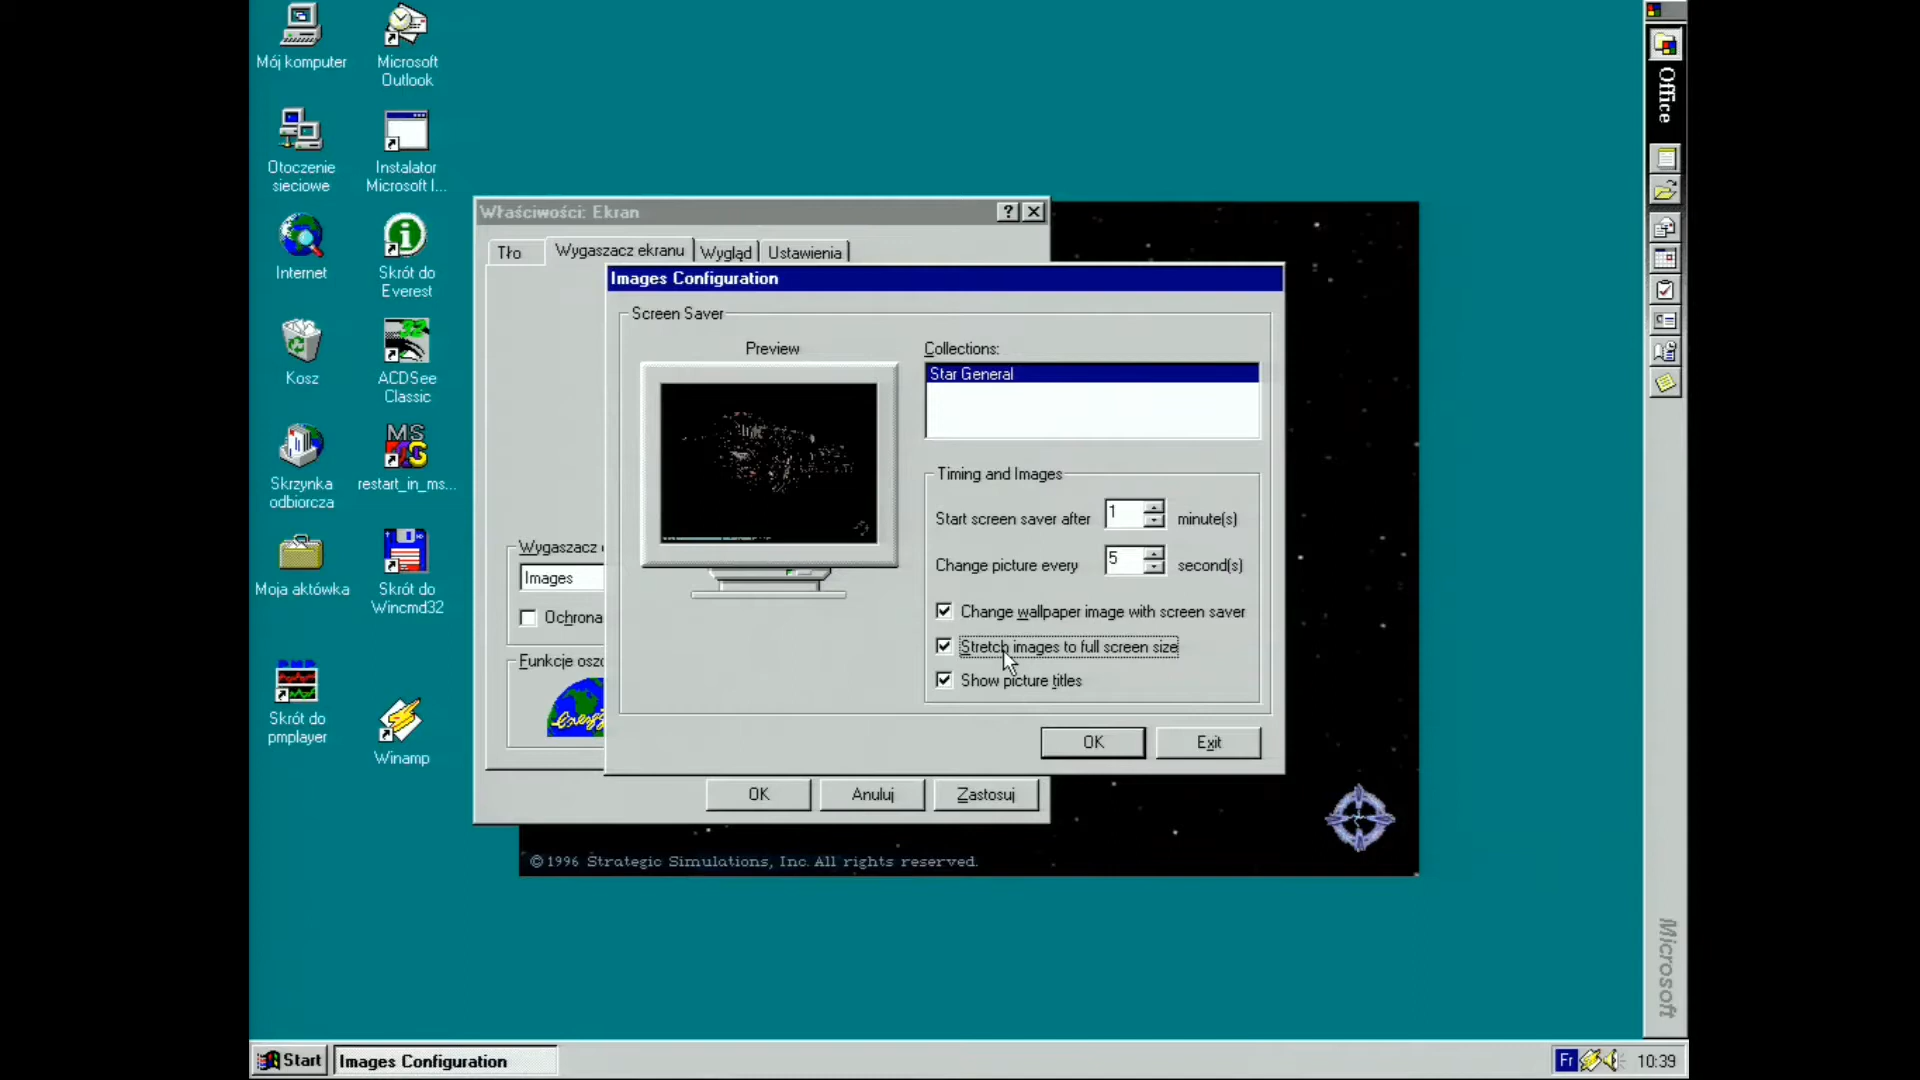 Mój komputer
Microsoft
Outlook
Otoczenie
sieciowe
Instalator
Microsoft I...
Internet
Skrót do
Everest
Kosz
ACDSee
Classic
Skrzynka
odbiorcza
MS
restart_in_ms...
Moja aktówka
Skrót do
Wincmd32
Skrót do
pmplayer
Winamp
Właściwości: Ekran
Tło
Wygaszacz ekranu
Wygląd
Ustawienia
Wygaszacz
Images
Ochrona
Funkcje oszc
OK
Anuluj
Zastosuj
Images Configuration
Screen Saver
Preview
Collections:
Star General
Timing and Images
Start screen saver after 1 minute(s)
Change picture every 5 second(s)
Change wallpaper image with screen saver
Stretch images to full screen size
Show picture titles
OK
Exit
©1996 Strategic Simulations, Inc. All rights reserved.
Office
Microsoft
Start
Images Configuration
Fr
10:39